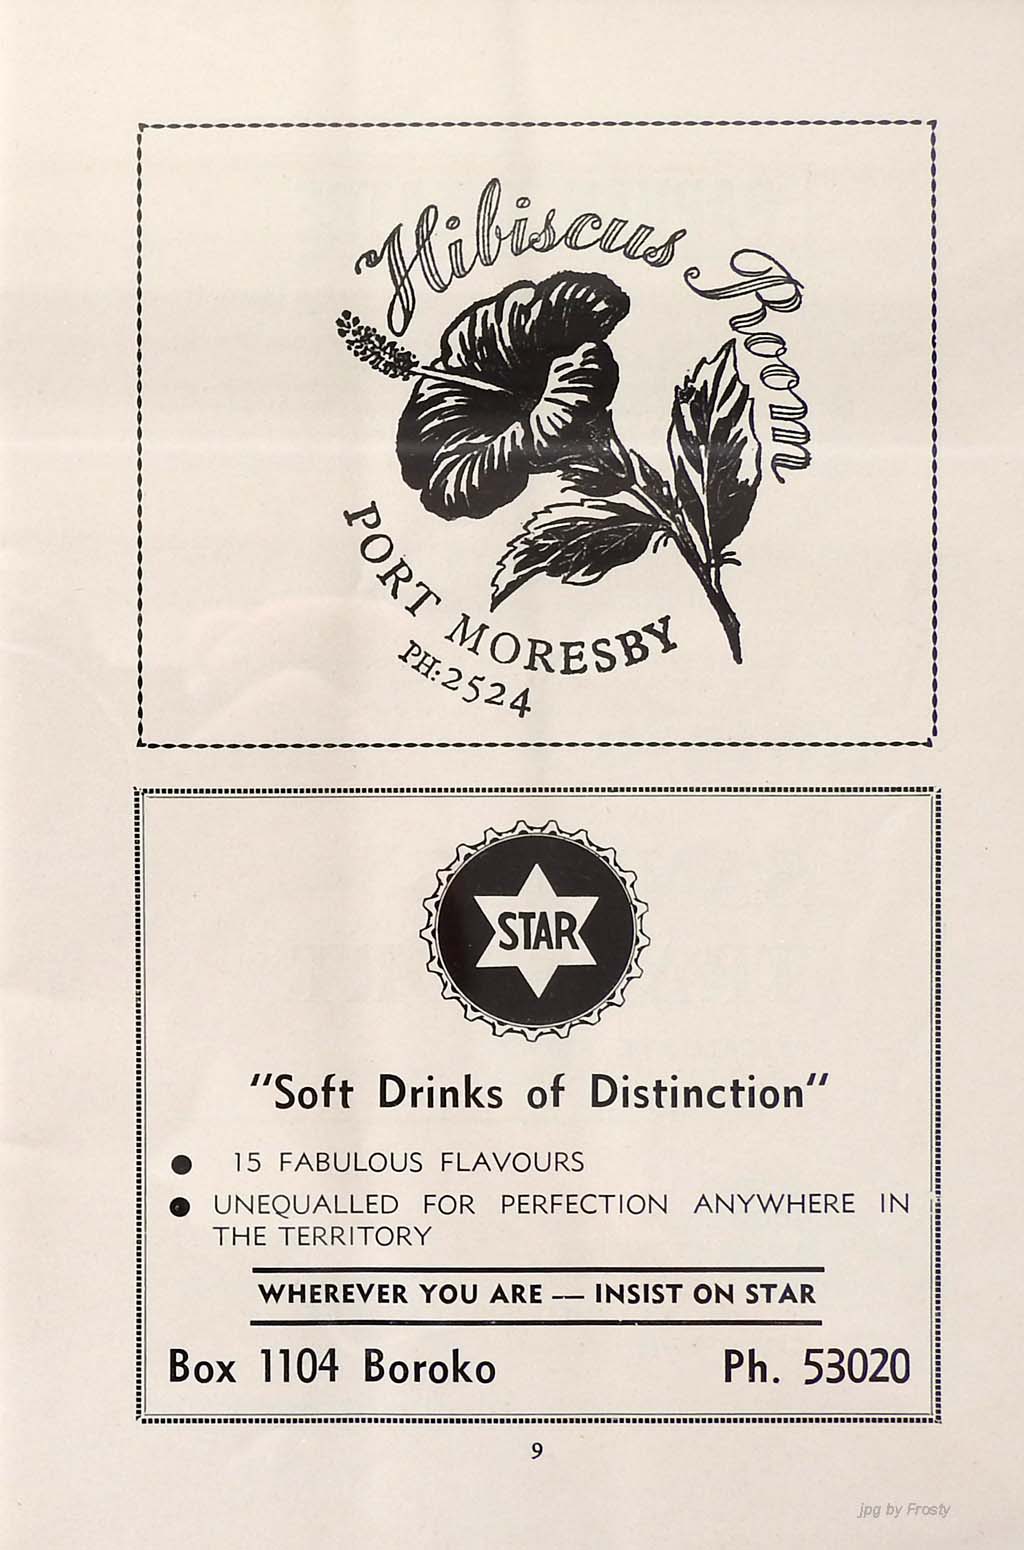 Hibiscus Room
PORT MORESBY
PH: 2524
STAR
"Soft Drinks of Distinction"
● 15 FABULOUS FLAVOURS
● UNEQUALLED FOR PERFECTION ANYWHERE IN
THE TERRITORY
WHEREVER YOU ARE –– INSIST ON STAR
Box 1104 Boroko Ph. 53020
9
jpg by Frosty